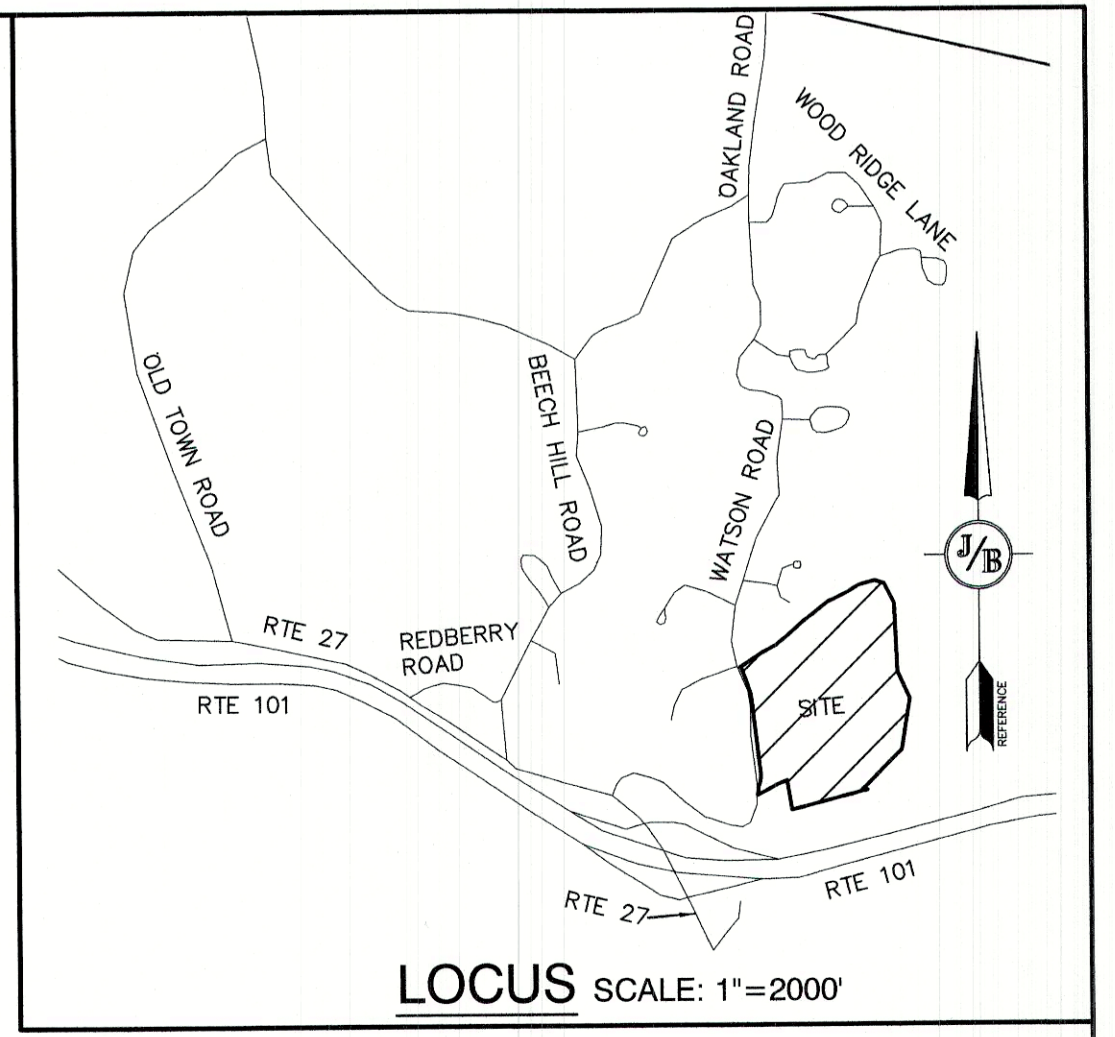 OAKLAND ROAD
WOOD RIDGE LANE
OLD TOWN ROAD
BEECH HILL ROAD
WATSON ROAD
J/B
RTE 27
REDBERRY
ROAD
RTE 101
SITE
REFERENCE
RTE 101
RTE 27
LOCUS SCALE: 1"=2000'